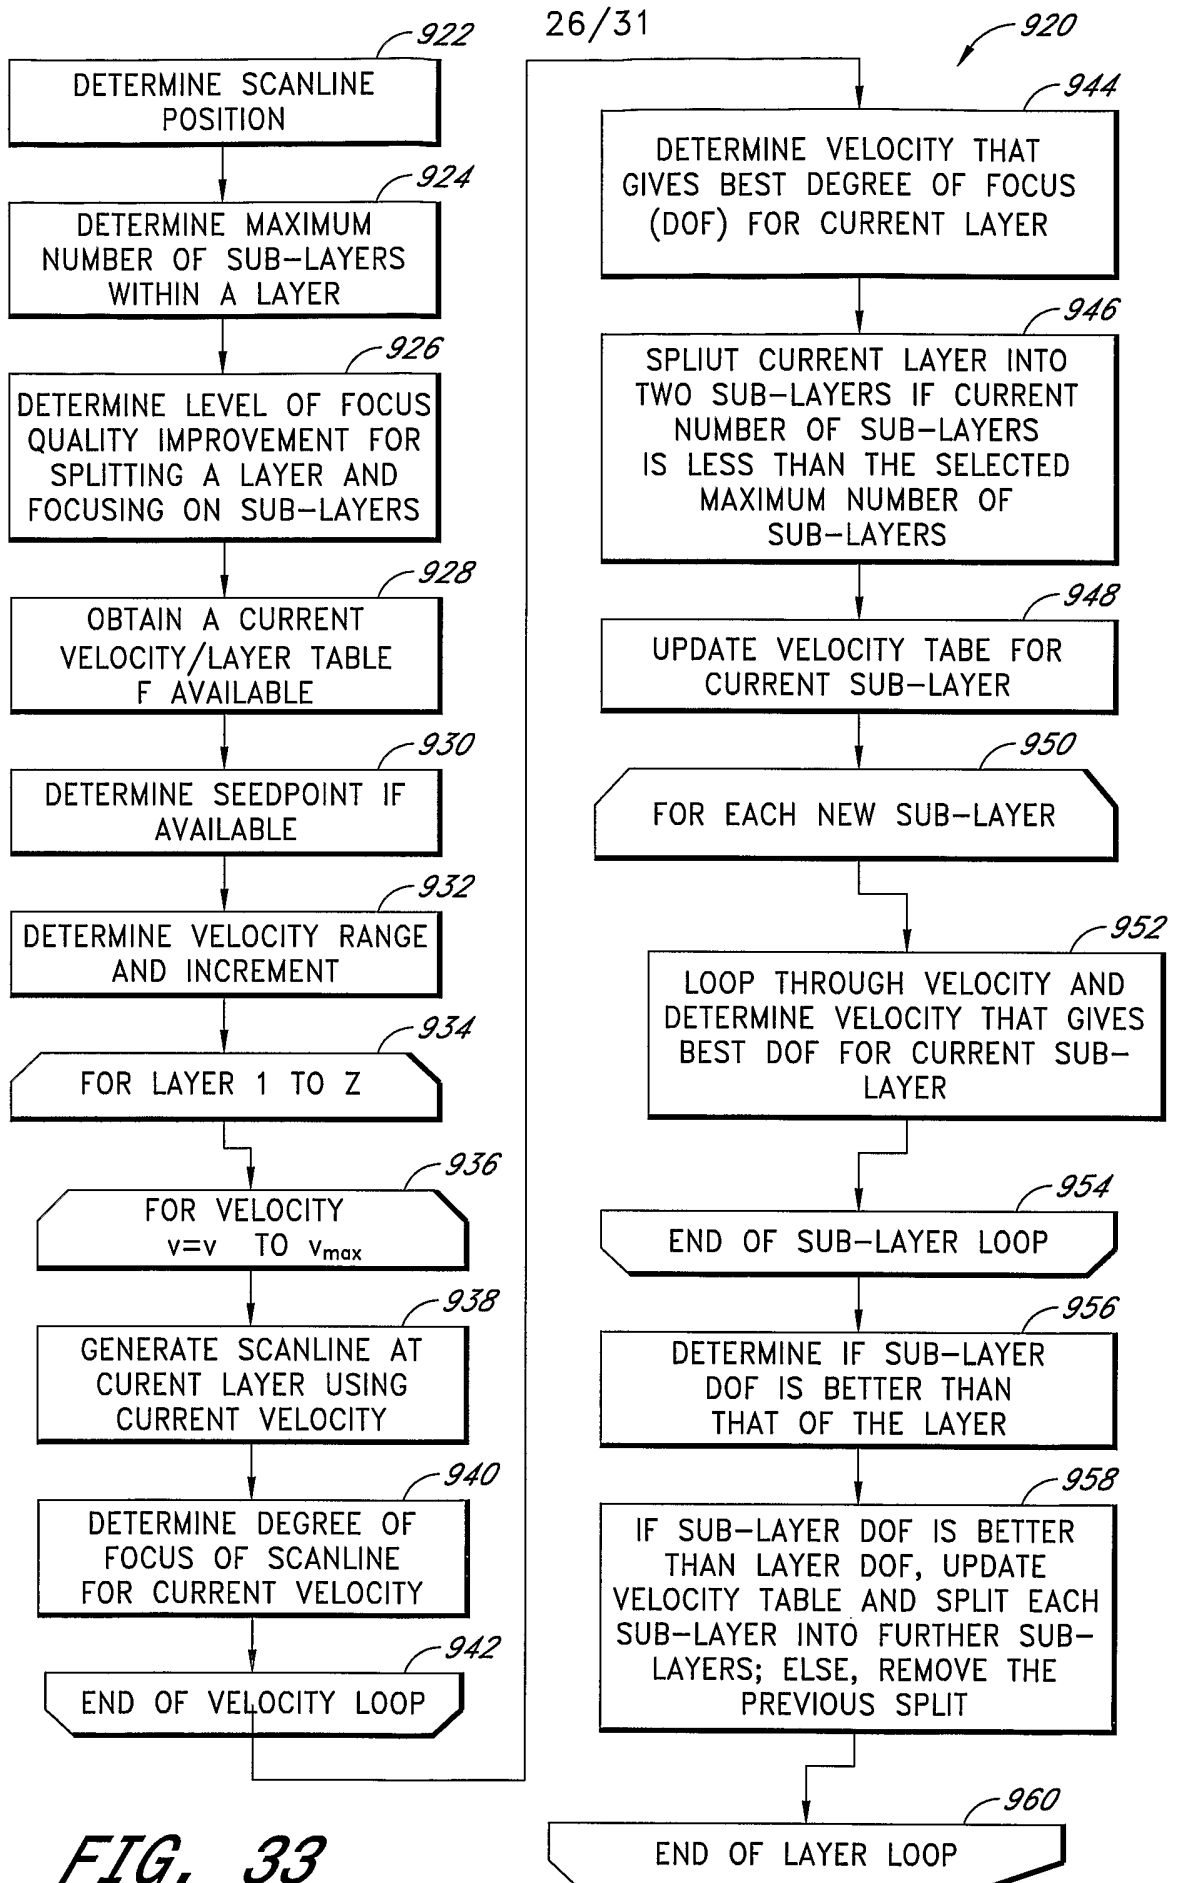 26/31
920
922
DETERMINE SCANLINE
POSITION
924
DETERMINE MAXIMUM
NUMBER OF SUB-LAYERS
WITHIN A LAYER
926
DETERMINE LEVEL OF FOCUS
QUALITY IMPROVEMENT FOR
SPLITTING A LAYER AND
FOCUSING ON SUB-LAYERS
928
OBTAIN A CURRENT
VELOCITY/LAYER TABLE
F AVAILABLE
930
DETERMINE SEEDPOINT IF
AVAILABLE
932
DETERMINE VELOCITY RANGE
AND INCREMENT
934
FOR LAYER 1 TO Z
936
FOR VELOCITY
v=v TO vmax
938
GENERATE SCANLINE AT
CURENT LAYER USING
CURRENT VELOCITY
940
DETERMINE DEGREE OF
FOCUS OF SCANLINE
FOR CURRENT VELOCITY
942
END OF VELOCITY LOOP
944
DETERMINE VELOCITY THAT
GIVES BEST DEGREE OF FOCUS
(DOF) FOR CURRENT LAYER
946
SPLIUT CURRENT LAYER INTO
TWO SUB-LAYERS IF CURRENT
NUMBER OF SUB-LAYERS
IS LESS THAN THE SELECTED
MAXIMUM NUMBER OF
SUB-LAYERS
948
UPDATE VELOCITY TABE FOR
CURRENT SUB-LAYER
950
FOR EACH NEW SUB-LAYER
952
LOOP THROUGH VELOCITY AND
DETERMINE VELOCITY THAT GIVES
BEST DOF FOR CURRENT SUB-
LAYER
954
END OF SUB-LAYER LOOP
956
DETERMINE IF SUB-LAYER
DOF IS BETTER THAN
THAT OF THE LAYER
958
IF SUB-LAYER DOF IS BETTER
THAN LAYER DOF, UPDATE
VELOCITY TABLE AND SPLIT EACH
SUB-LAYER INTO FURTHER SUB-
LAYERS; ELSE, REMOVE THE
PREVIOUS SPLIT
960
END OF LAYER LOOP
FIG. 33